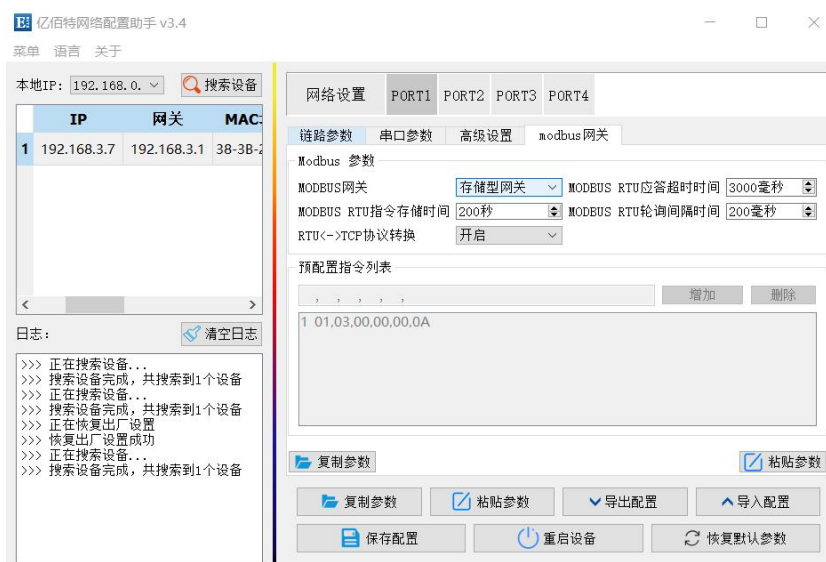 亿佰特网络配置助手 v3.4
菜单 语言 关于
本地IP: 192.168.0. 搜索设备
IP 网关 MAC
1 192.168.3.7 192.168.3.1 38-3B-2
日志: 清空日志
>>> 正在搜索设备...
>>> 搜索设备完成，共搜索到1个设备
>>> 正在搜索设备...
>>> 搜索设备完成，共搜索到1个设备
>>> 正在恢复出厂设置
>>> 恢复出厂设置成功
>>> 正在搜索设备...
>>> 搜索设备完成，共搜索到1个设备
网络设置 PORT1 PORT2 PORT3 PORT4
链路参数 串口参数 高级设置 modbus网关
Modbus 参数
MODBUS网关 存储型网关 MODBUS RTU应答超时时间 3000毫秒
MODBUS RTU指令存储时间 200秒 MODBUS RTU轮询间隔时间 200毫秒
RTU<->TCP协议转换 开启
预配置指令列表
, , , , , 增加 删除
1 01,03,00,00,00,0A
复制参数 粘贴参数
复制参数 粘贴参数 导出配置 导入配置
保存配置 重启设备 恢复默认参数